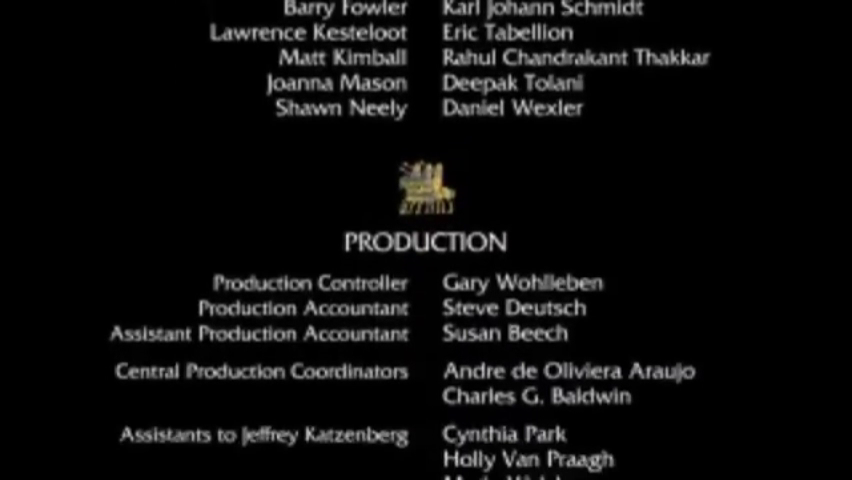 Barry Fowler Karl Johann Schmidt
Lawrence Kesteloot Eric Tabellion
Matt Kimball Rahul Chandrakant Thakkar
Joanna Mason Deepak Tolani
Shawn Neely Daniel Wexler
PRODUCTION
Production Controller Gary Wohlleben
Production Accountant Steve Deutsch
Assistant Production Accountant Susan Beech
Central Production Coordinators Andre de Oliviera Araujo
Charles G. Baldwin
Assistants to Jeffrey Katzenberg Cynthia Park
Holly Van Praagh